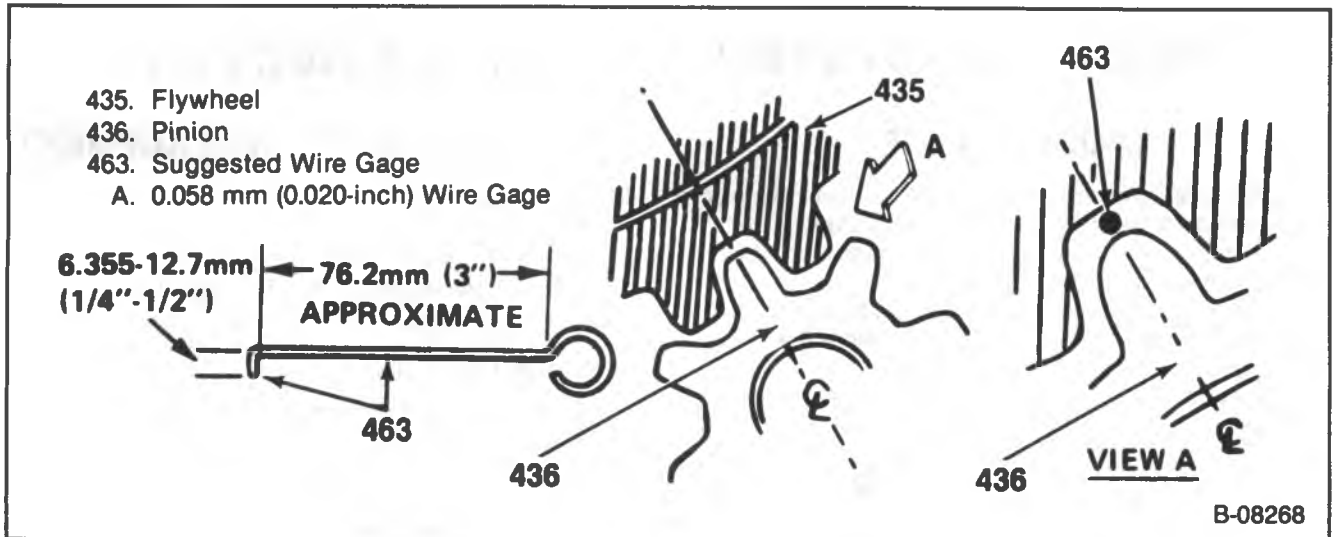 435. Flywheel
436. Pinion
463. Suggested Wire Gage
A. 0.058 mm (0.020-inch) Wire Gage
6.355-12.7mm
(1/4"-1/2")
76.2mm (3")
APPROXIMATE
463
435
A
436
℄
463
436
℄
VIEW A
B-08268